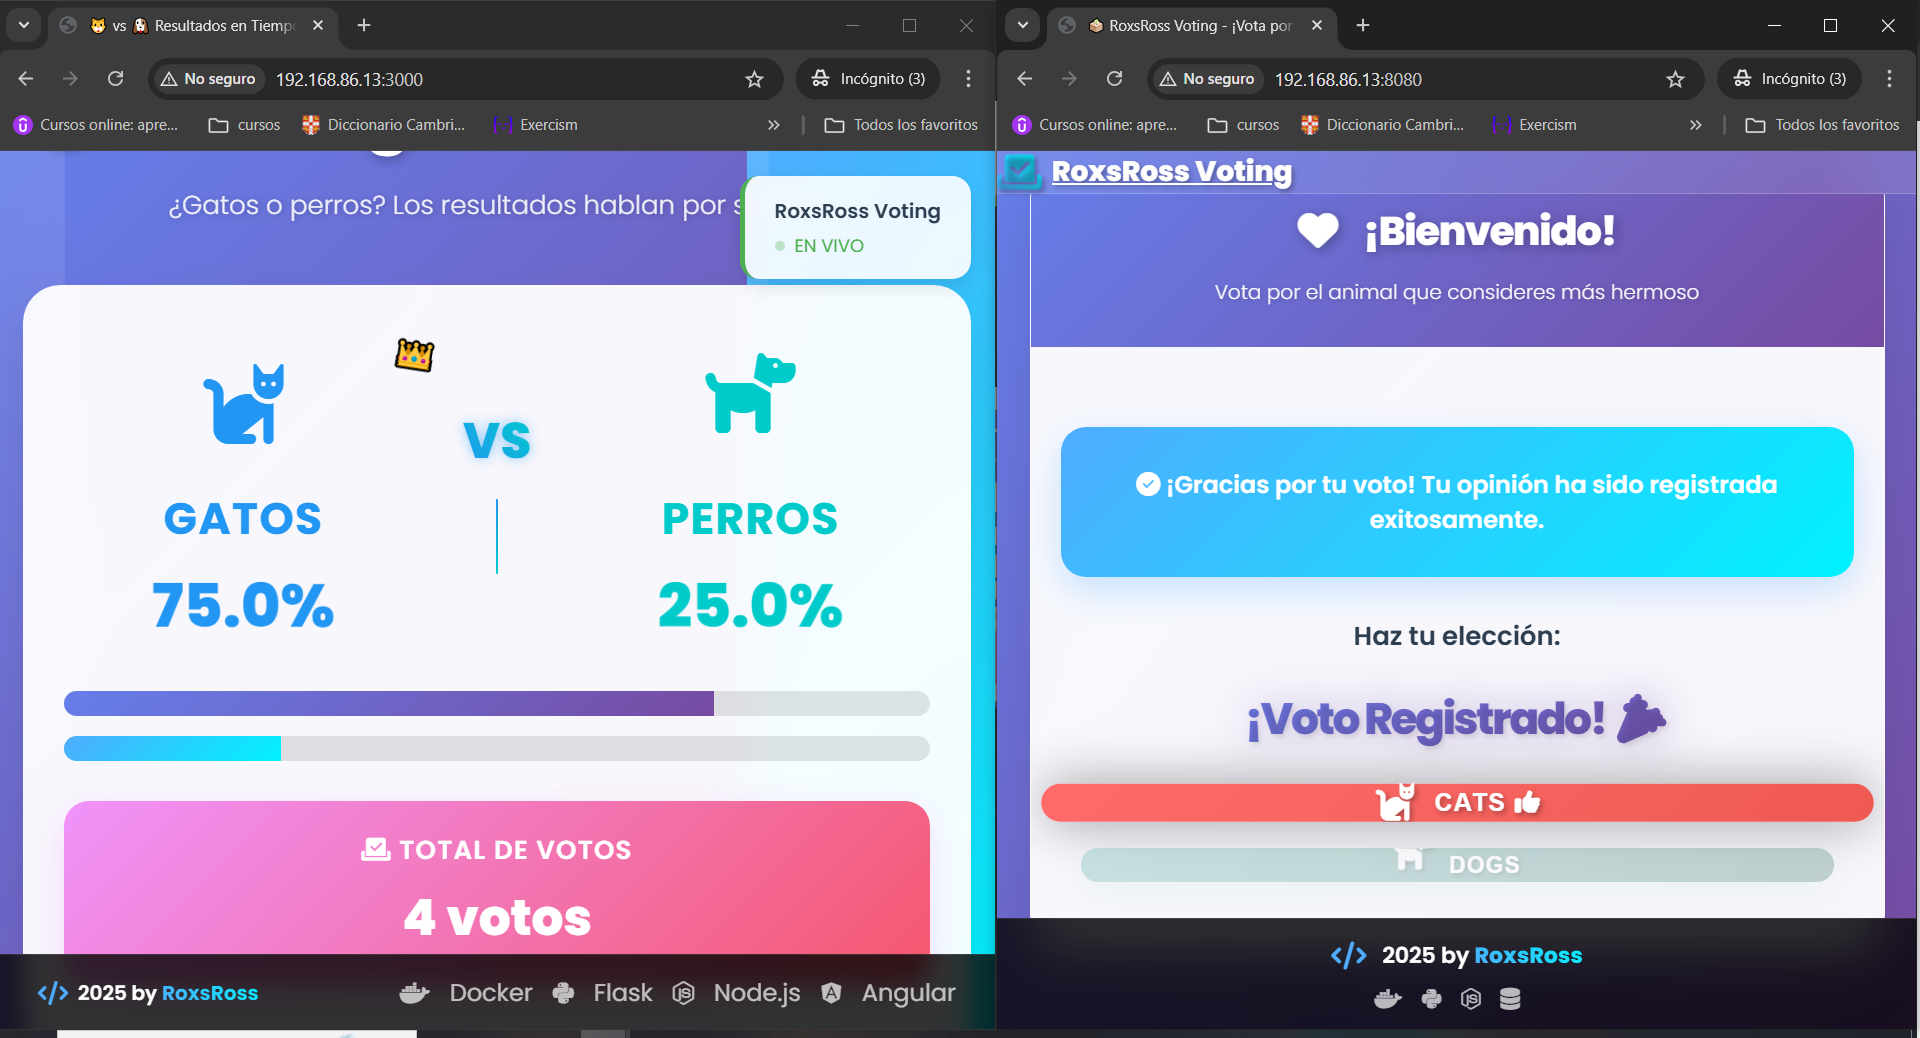 vs Resultados en Tiemp
No seguro
192.168.86.13:3000
Incógnito (3)
Cursos online: apre...
cursos
Diccionario Cambri...
Exercism
»
Todos los favoritos
¿Gatos o perros? Los resultados hablan por s
RoxsRoss Voting
EN VIVO
VS
GATOS
PERROS
75.0%
25.0%
TOTAL DE VOTOS
4 votos
</> 2025 by RoxsRoss
Docker
Flask
Node.js
Angular
RoxsRoss Voting - ¡Vota por
No seguro
192.168.86.13:8080
Incógnito (3)
Cursos online: apre...
cursos
Diccionario Cambri...
Exercism
»
Todos los favoritos
RoxsRoss Voting
¡Bienvenido!
Vota por el animal que consideres más hermoso
¡Gracias por tu voto! Tu opinión ha sido registrada
exitosamente.
Haz tu elección:
¡Voto Registrado!
CATS
DOGS
</> 2025 by RoxsRoss